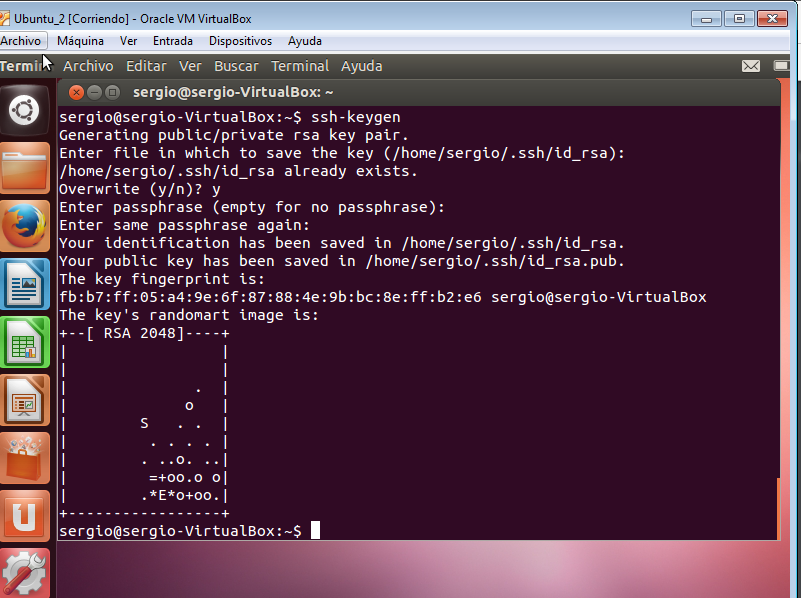 Ubuntu_2 [Corriendo] - Oracle VM VirtualBox
Archivo Máquina Ver Entrada Dispositivos Ayuda
Termin Archivo Editar Ver Buscar Terminal Ayuda
sergio@sergio-VirtualBox: ~
sergio@sergio-VirtualBox:~$ ssh-keygen
Generating public/private rsa key pair.
Enter file in which to save the key (/home/sergio/.ssh/id_rsa):
/home/sergio/.ssh/id_rsa already exists.
Overwrite (y/n)? y
Enter passphrase (empty for no passphrase):
Enter same passphrase again:
Your identification has been saved in /home/sergio/.ssh/id_rsa.
Your public key has been saved in /home/sergio/.ssh/id_rsa.pub.
The key fingerprint is:
fb:b7:ff:05:a4:9e:6f:87:88:4e:9b:bc:8e:ff:b2:e6 sergio@sergio-VirtualBox
The key's randomart image is:
+--[ RSA 2048]----+
|                 |
|                 |
|              .  |
|             o   |
|        S   . .  |
|         . . . . |
|        . ..o. ..|
|         =+oo.o o|
|        .*E*o+oo.|
+-----------------+
sergio@sergio-VirtualBox:~$